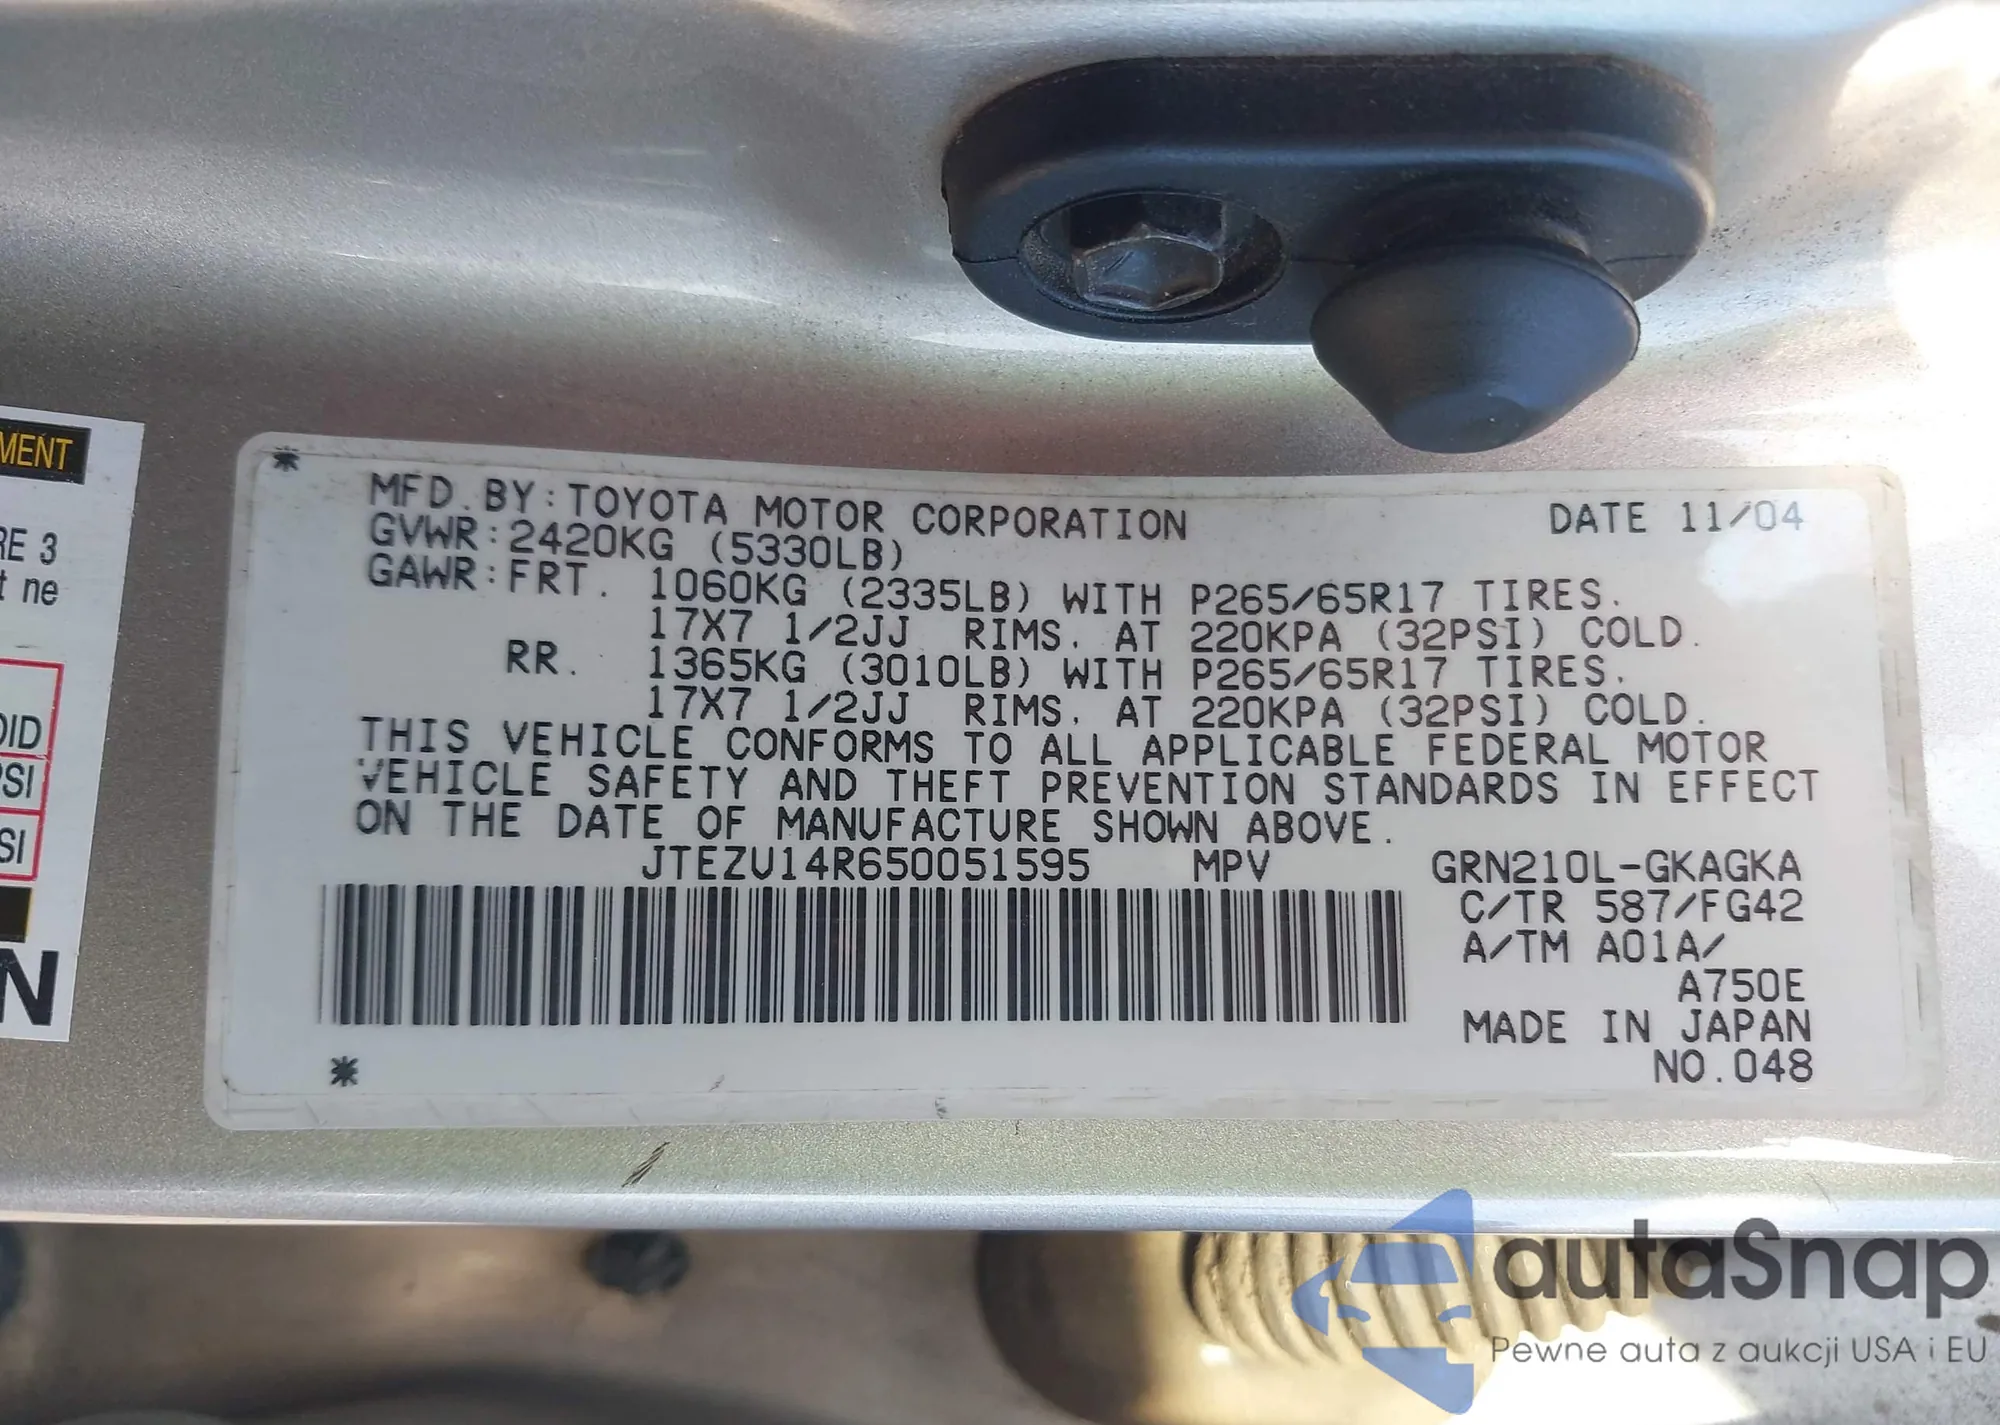 MENT
RE 3
t ne
OID
PSI
SI
N
*
MFD.BY:TOYOTA MOTOR CORPORATION DATE 11/04
GVWR:2420KG (5330LB)
GAWR:FRT. 1060KG (2335LB) WITH P265/65R17 TIRES.
17X7 1/2JJ RIMS. AT 220KPA (32PSI) COLD.
RR. 1365KG (3010LB) WITH P265/65R17 TIRES.
17X7 1/2JJ RIMS. AT 220KPA (32PSI) COLD.
THIS VEHICLE CONFORMS TO ALL APPLICABLE FEDERAL MOTOR
VEHICLE SAFETY AND THEFT PREVENTION STANDARDS IN EFFECT
ON THE DATE OF MANUFACTURE SHOWN ABOVE.
JTEZU14R650051595 MPV GRN210L-GKAGKA
C/TR 587/FG42
A/TM A01A/
A750E
MADE IN JAPAN
* NO.048
autaSnap
Pewne auta z aukcji USA i EU